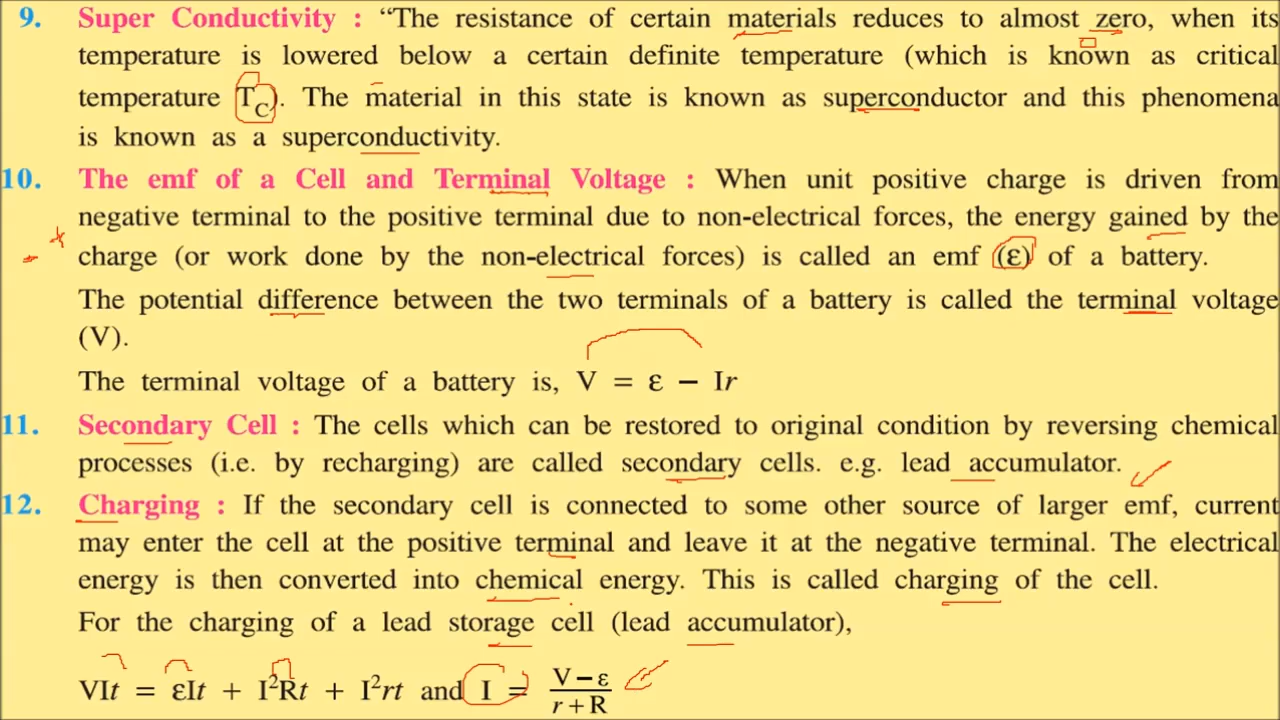 9. Super Conductivity : “The resistance of certain materials reduces to almost zero, when its
temperature is lowered below a certain definite temperature (which is known as critical
temperature T_C). The material in this state is known as superconductor and this phenomena
is known as a superconductivity.
10. The emf of a Cell and Terminal Voltage : When unit positive charge is driven from
negative terminal to the positive terminal due to non-electrical forces, the energy gained by the
charge (or work done by the non-electrical forces) is called an emf (ε) of a battery.
The potential difference between the two terminals of a battery is called the terminal voltage
(V).
The terminal voltage of a battery is, V = ε – Ir
11. Secondary Cell : The cells which can be restored to original condition by reversing chemical
processes (i.e. by recharging) are called secondary cells. e.g. lead accumulator.
12. Charging : If the secondary cell is connected to some other source of larger emf, current
may enter the cell at the positive terminal and leave it at the negative terminal. The electrical
energy is then converted into chemical energy. This is called charging of the cell.
For the charging of a lead storage cell (lead accumulator),
VIt = εIt + I²Rt + I²rt and I = (V – ε)/(r + R)